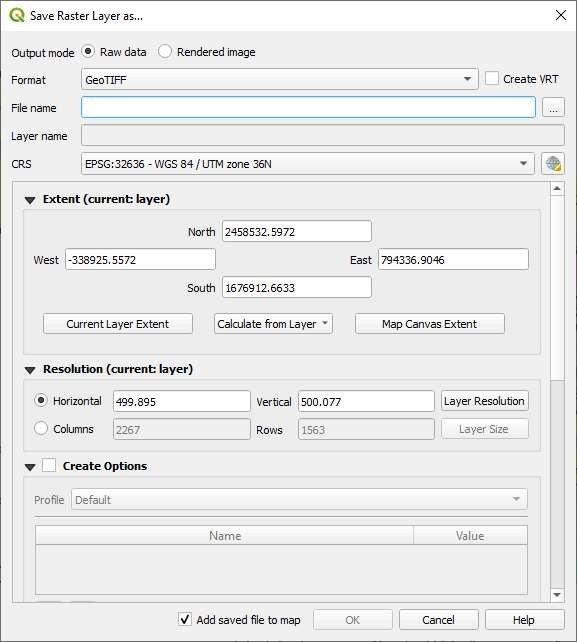 Save Raster Layer as...
Output mode Raw data Rendered image
Format GeoTIFF Create VRT
File name ...
Layer name
CRS EPSG:32636 - WGS 84 / UTM zone 36N
Extent (current: layer)
North 2458532.5972
West -338925.5572 East 794336.9046
South 1676912.6633
Current Layer Extent Calculate from Layer Map Canvas Extent
Resolution (current: layer)
Horizontal 499.895 Vertical 500.077 Layer Resolution
Columns 2267 Rows 1563 Layer Size
Create Options
Profile Default
Name Value
Add saved file to map OK Cancel Help